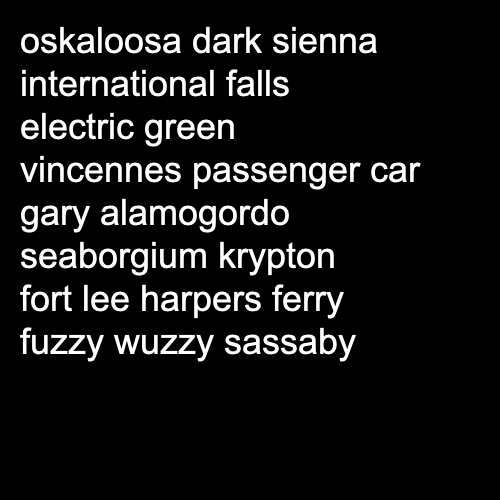 oskaloosa dark sienna
international falls
electric green
vincennes passenger car
gary alamogordo
seaborgium krypton
fort lee harpers ferry
fuzzy wuzzy sassaby